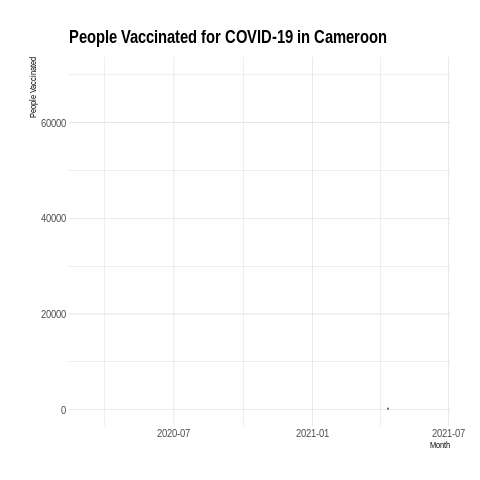 People Vaccinated for COVID-19 in Cameroon
People Vaccinated
60000
40000
20000
0
2020-07 2021-01 2021-07
Month